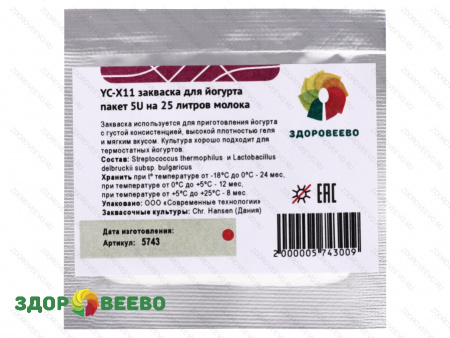 YC-X11 закваска для йогурта
пакет 5U на 25 литров молока
Закваска используется для приготовления йогурта
с густой консистенцией, высокой плотностью геля
и мягким вкусом. Культура хорошо подходит для
термостатных йогуртов.
Состав: Streptococcus thermophilus и Lactobacillus
delbruckii subsp. bulgaricus
Хранить при t° температуре от -18°С до 0°С - 24 мес,
при температуре от 0°С до +5°С - 12 мес,
при температуре от +5°С до +25°С - 8 мес.
Упаковано: ООО «Современные технологии»
Заквасочные культуры: Chr. Hansen (Дания)
Дата изготовления:
Артикул: 5743
ЗДОРОВЕЕВО
EAC
2000005743009
ЗДОРОВЕЕВО